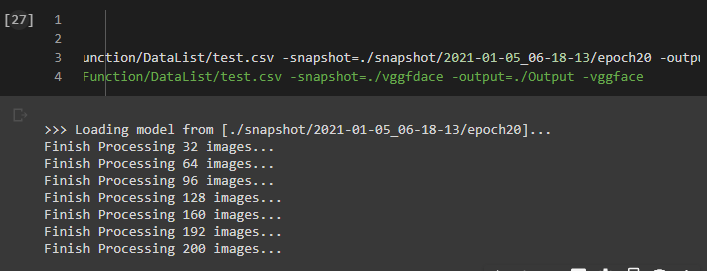 [27] 1
2
3 unction/DataList/test.csv -snapshot=./snapshot/2021-01-05_06-18-13/epoch20 -outpu
4 Function/DataList/test.csv -snapshot=./vggfdace -output=./Output -vggface
>>> Loading model from [./snapshot/2021-01-05_06-18-13/epoch20]...
Finish Processing 32 images...
Finish Processing 64 images...
Finish Processing 96 images...
Finish Processing 128 images...
Finish Processing 160 images...
Finish Processing 192 images...
Finish Processing 200 images...